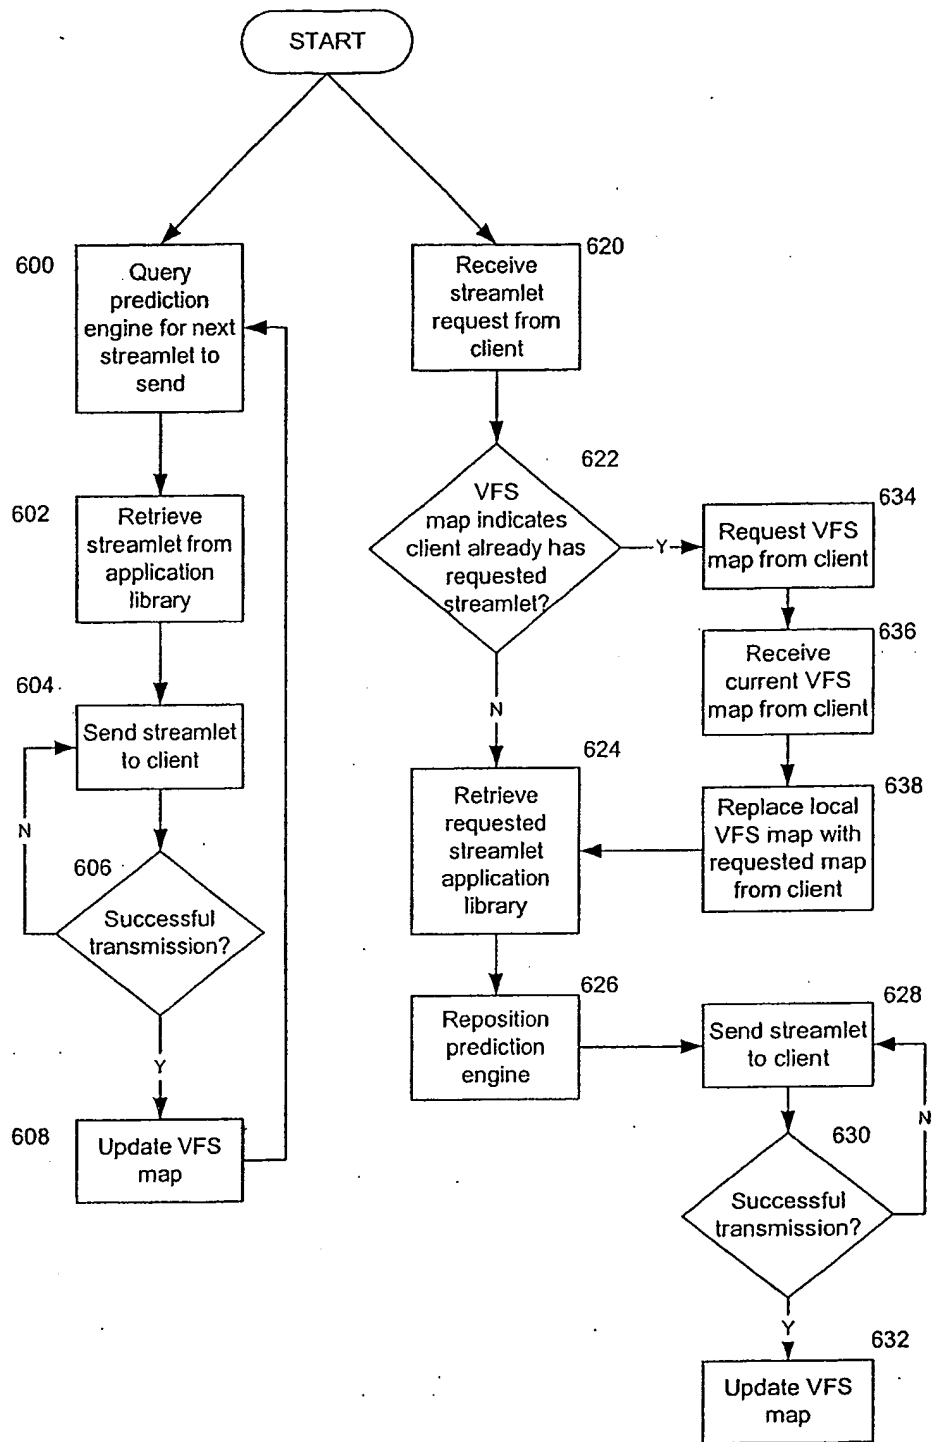 START
600
Query
prediction
engine for next
streamlet to
send
602
Retrieve
streamlet from
application
library
604
Send streamlet
to client
N
606
Successful
transmission?
Y
608
Update VFS
map
620
Receive
streamlet
request from
client
622
VFS
map indicates
client already has
requested
streamlet?
Y
N
634
Request VFS
map from client
636
Receive
current VFS
map from client
638
Replace local
VFS map with
requested map
from client
624
Retrieve
requested
streamlet
application
library
626
Reposition
prediction
engine
628
Send streamlet
to client
N
630
Successful
transmission?
Y
632
Update VFS
map